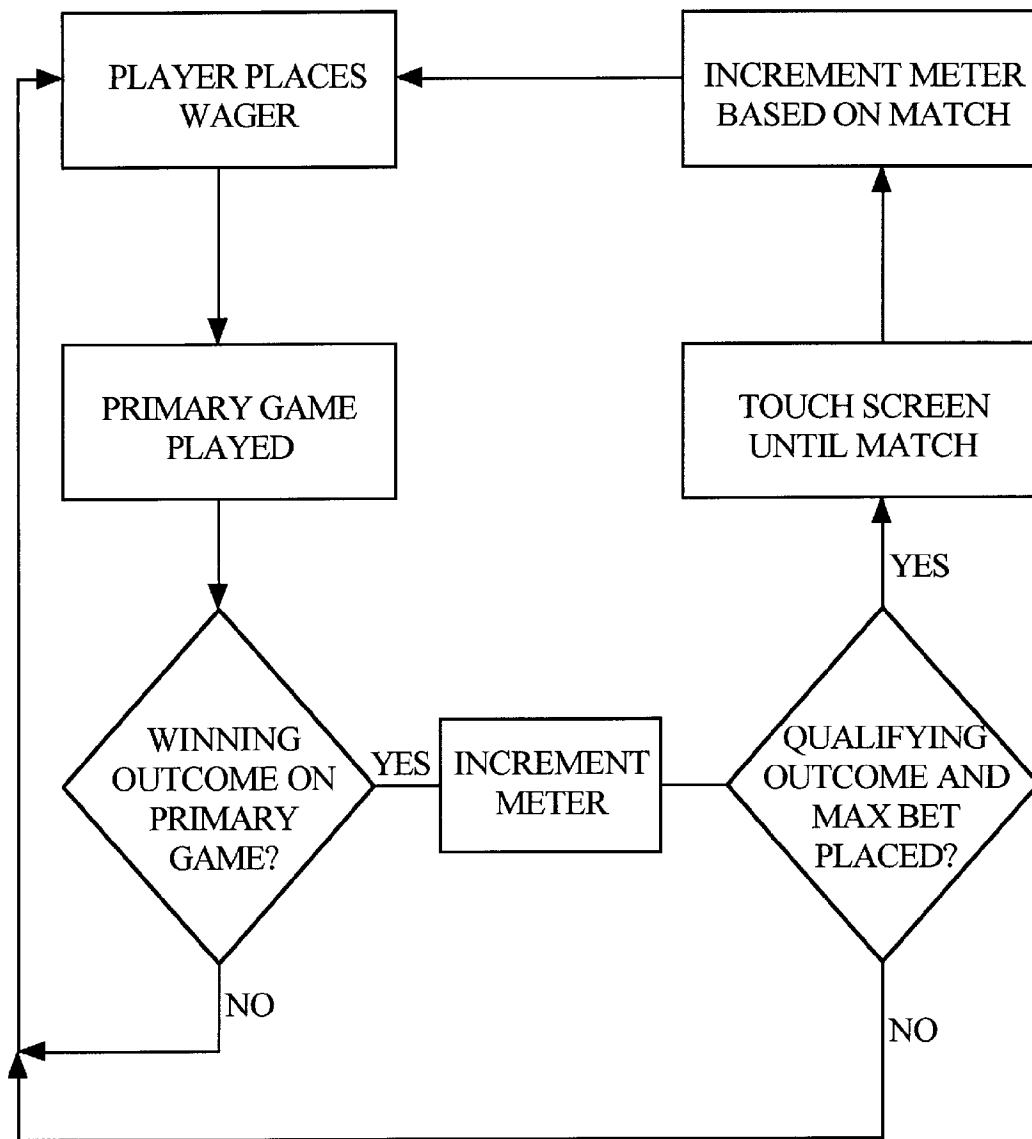 PLAYER PLACES
WAGER
INCREMENT METER
BASED ON MATCH
PRIMARY GAME
PLAYED
TOUCH SCREEN
UNTIL MATCH
YES
WINNING
OUTCOME ON
PRIMARY
GAME?
YES
INCREMENT
METER
QUALIFYING
OUTCOME AND
MAX BET
PLACED?
NO
NO